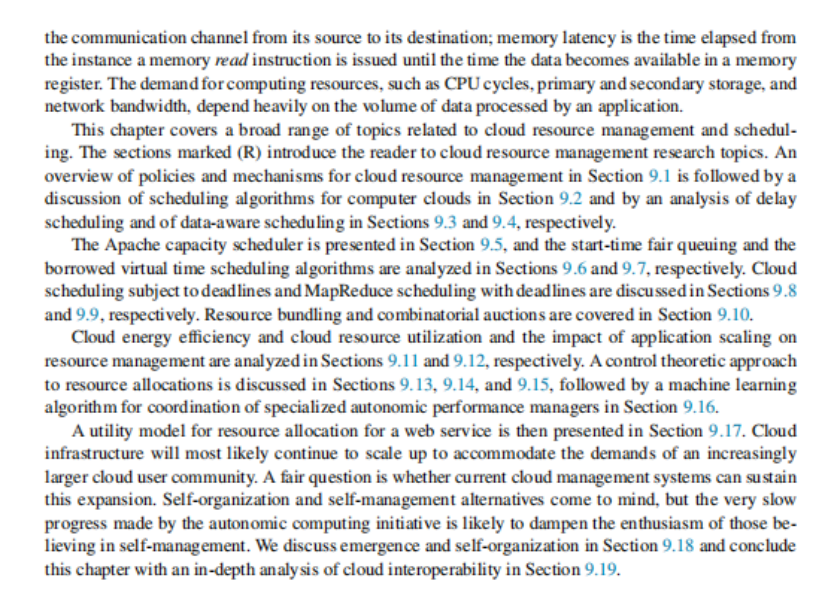 the communication channel from its source to its destination; memory latency is the time elapsed from
the instance a memory read instruction is issued until the time the data becomes available in a memory
register. The demand for computing resources, such as CPU cycles, primary and secondary storage, and
network bandwidth, depend heavily on the volume of data processed by an application.
This chapter covers a broad range of topics related to cloud resource management and schedul-
ing. The sections marked (R) introduce the reader to cloud resource management research topics. An
overview of policies and mechanisms for cloud resource management in Section 9.1 is followed by a
discussion of scheduling algorithms for computer clouds in Section 9.2 and by an analysis of delay
scheduling and of data-aware scheduling in Sections 9.3 and 9.4, respectively.
The Apache capacity scheduler is presented in Section 9.5, and the start-time fair queuing and the
borrowed virtual time scheduling algorithms are analyzed in Sections 9.6 and 9.7, respectively. Cloud
scheduling subject to deadlines and MapReduce scheduling with deadlines are discussed in Sections 9.8
and 9.9, respectively. Resource bundling and combinatorial auctions are covered in Section 9.10.
Cloud energy efficiency and cloud resource utilization and the impact of application scaling on
resource management are analyzed in Sections 9.11 and 9.12, respectively. A control theoretic approach
to resource allocations is discussed in Sections 9.13, 9.14, and 9.15, followed by a machine learning
algorithm for coordination of specialized autonomic performance managers in Section 9.16.
A utility model for resource allocation for a web service is then presented in Section 9.17. Cloud
infrastructure will most likely continue to scale up to accommodate the demands of an increasingly
larger cloud user community. A fair question is whether current cloud management systems can sustain
this expansion. Self-organization and self-management alternatives come to mind, but the very slow
progress made by the autonomic computing initiative is likely to dampen the enthusiasm of those be-
lieving in self-management. We discuss emergence and self-organization in Section 9.18 and conclude
this chapter with an in-depth analysis of cloud interoperability in Section 9.19.